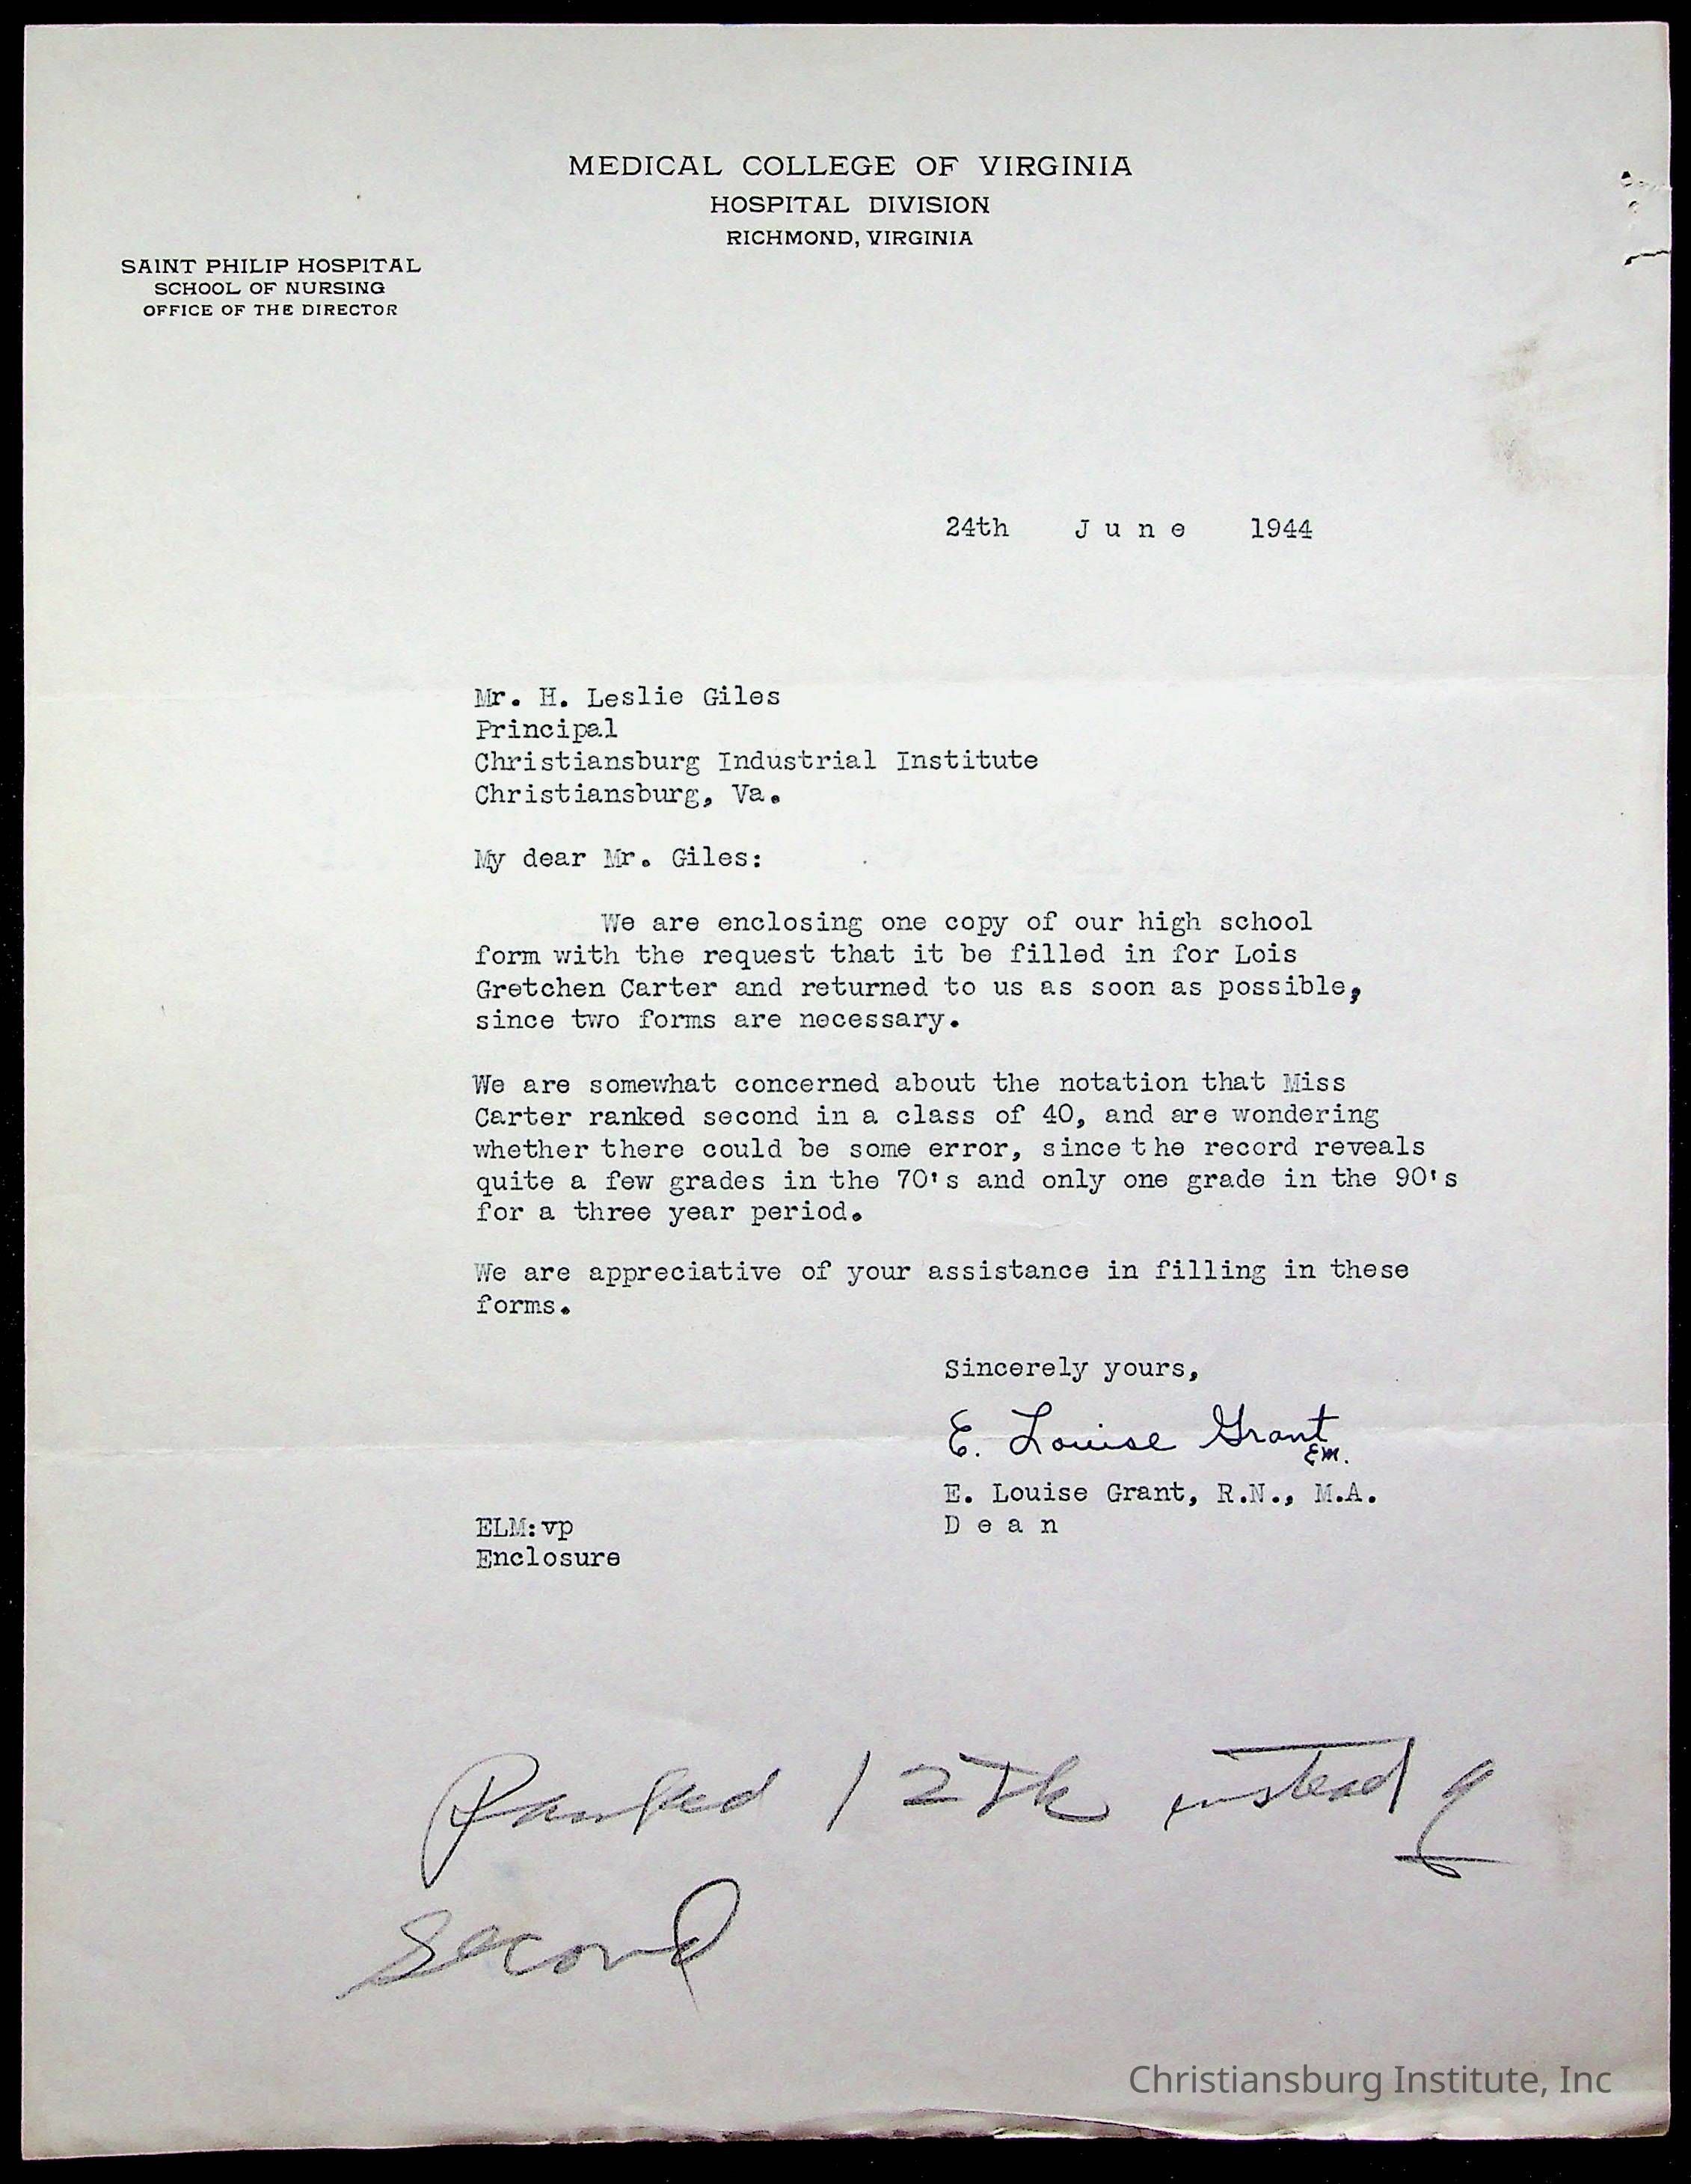 MEDICAL COLLEGE OF VIRGINIA
HOSPITAL DIVISION
RICHMOND, VIRGINIA
SAINT PHILIP HOSPITAL
SCHOOL OF NURSING
OFFICE OF THE DIRECTOR
24th June 1944
Mr. H. Leslie Giles
Principal
Christiansburg Industrial Institute
Christiansburg, Va.
My dear Mr. Giles:
We are enclosing one copy of our high school
form with the request that it be filled in for Lois
Gretchen Carter and returned to us as soon as possible,
since two forms are necessary.
We are somewhat concerned about the notation that Miss
Carter ranked second in a class of 40, and are wondering
whether there could be some error, since the record reveals
quite a few grades in the 70's and only one grade in the 90's
for a three year period.
We are appreciative of your assistance in filling in these
forms.
Sincerely yours,
E. Louise Grant
EM.
E. Louise Grant, R.N., M.A.
Dean
ELM:vp
Enclosure
Ranked 12th instead of
Second
Christiansburg Institute, Inc